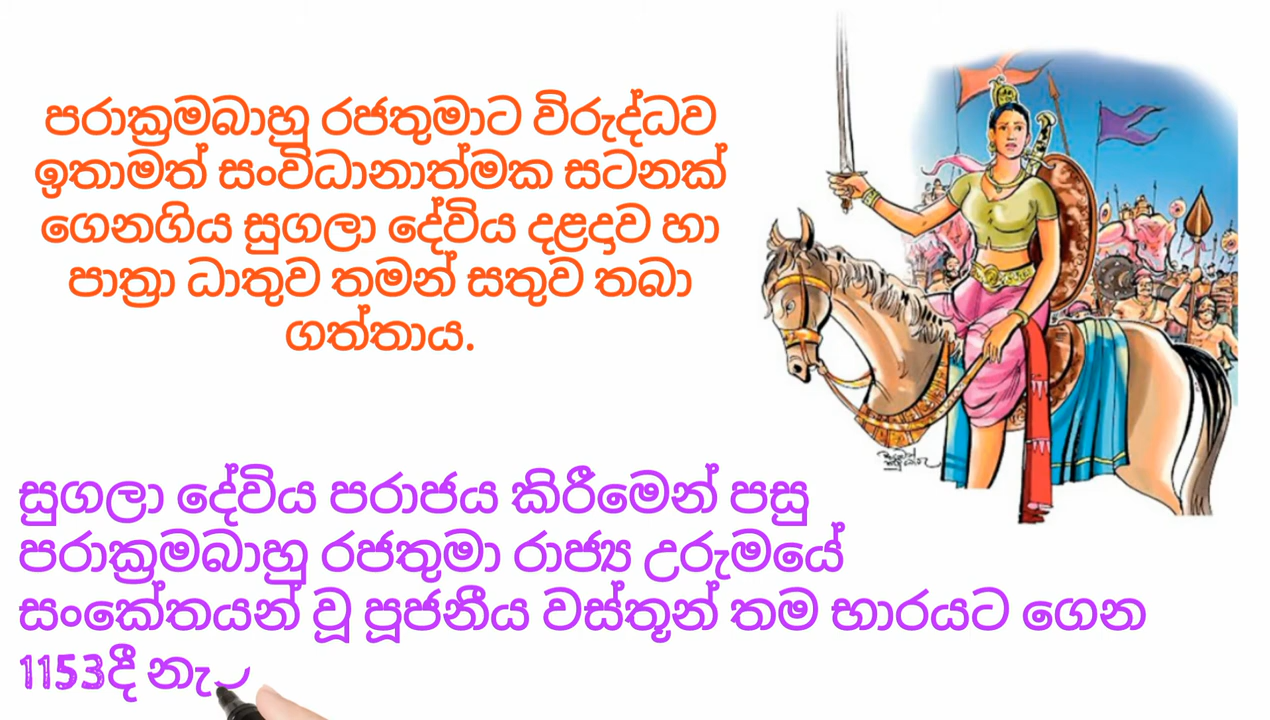 පරාක්‍රමබාහු රජතුමාට විරුද්ධව
ඉතාමත් සංවිධානාත්මක සටනක්
ගෙනගිය සුගලා දේවිය දළදාව හා
පාත්‍රා ධාතුව තමන් සතුව තබා
ගත්තාය.
සුගලා දේවිය පරාජය කිරීමෙන් පසු
පරාක්‍රමබාහු රජතුමා රාජ්‍ය උරුමයේ
සංකේතයන් වූ පූජනීය වස්තූන් තම භාරයට ගෙන
1153දී නැ